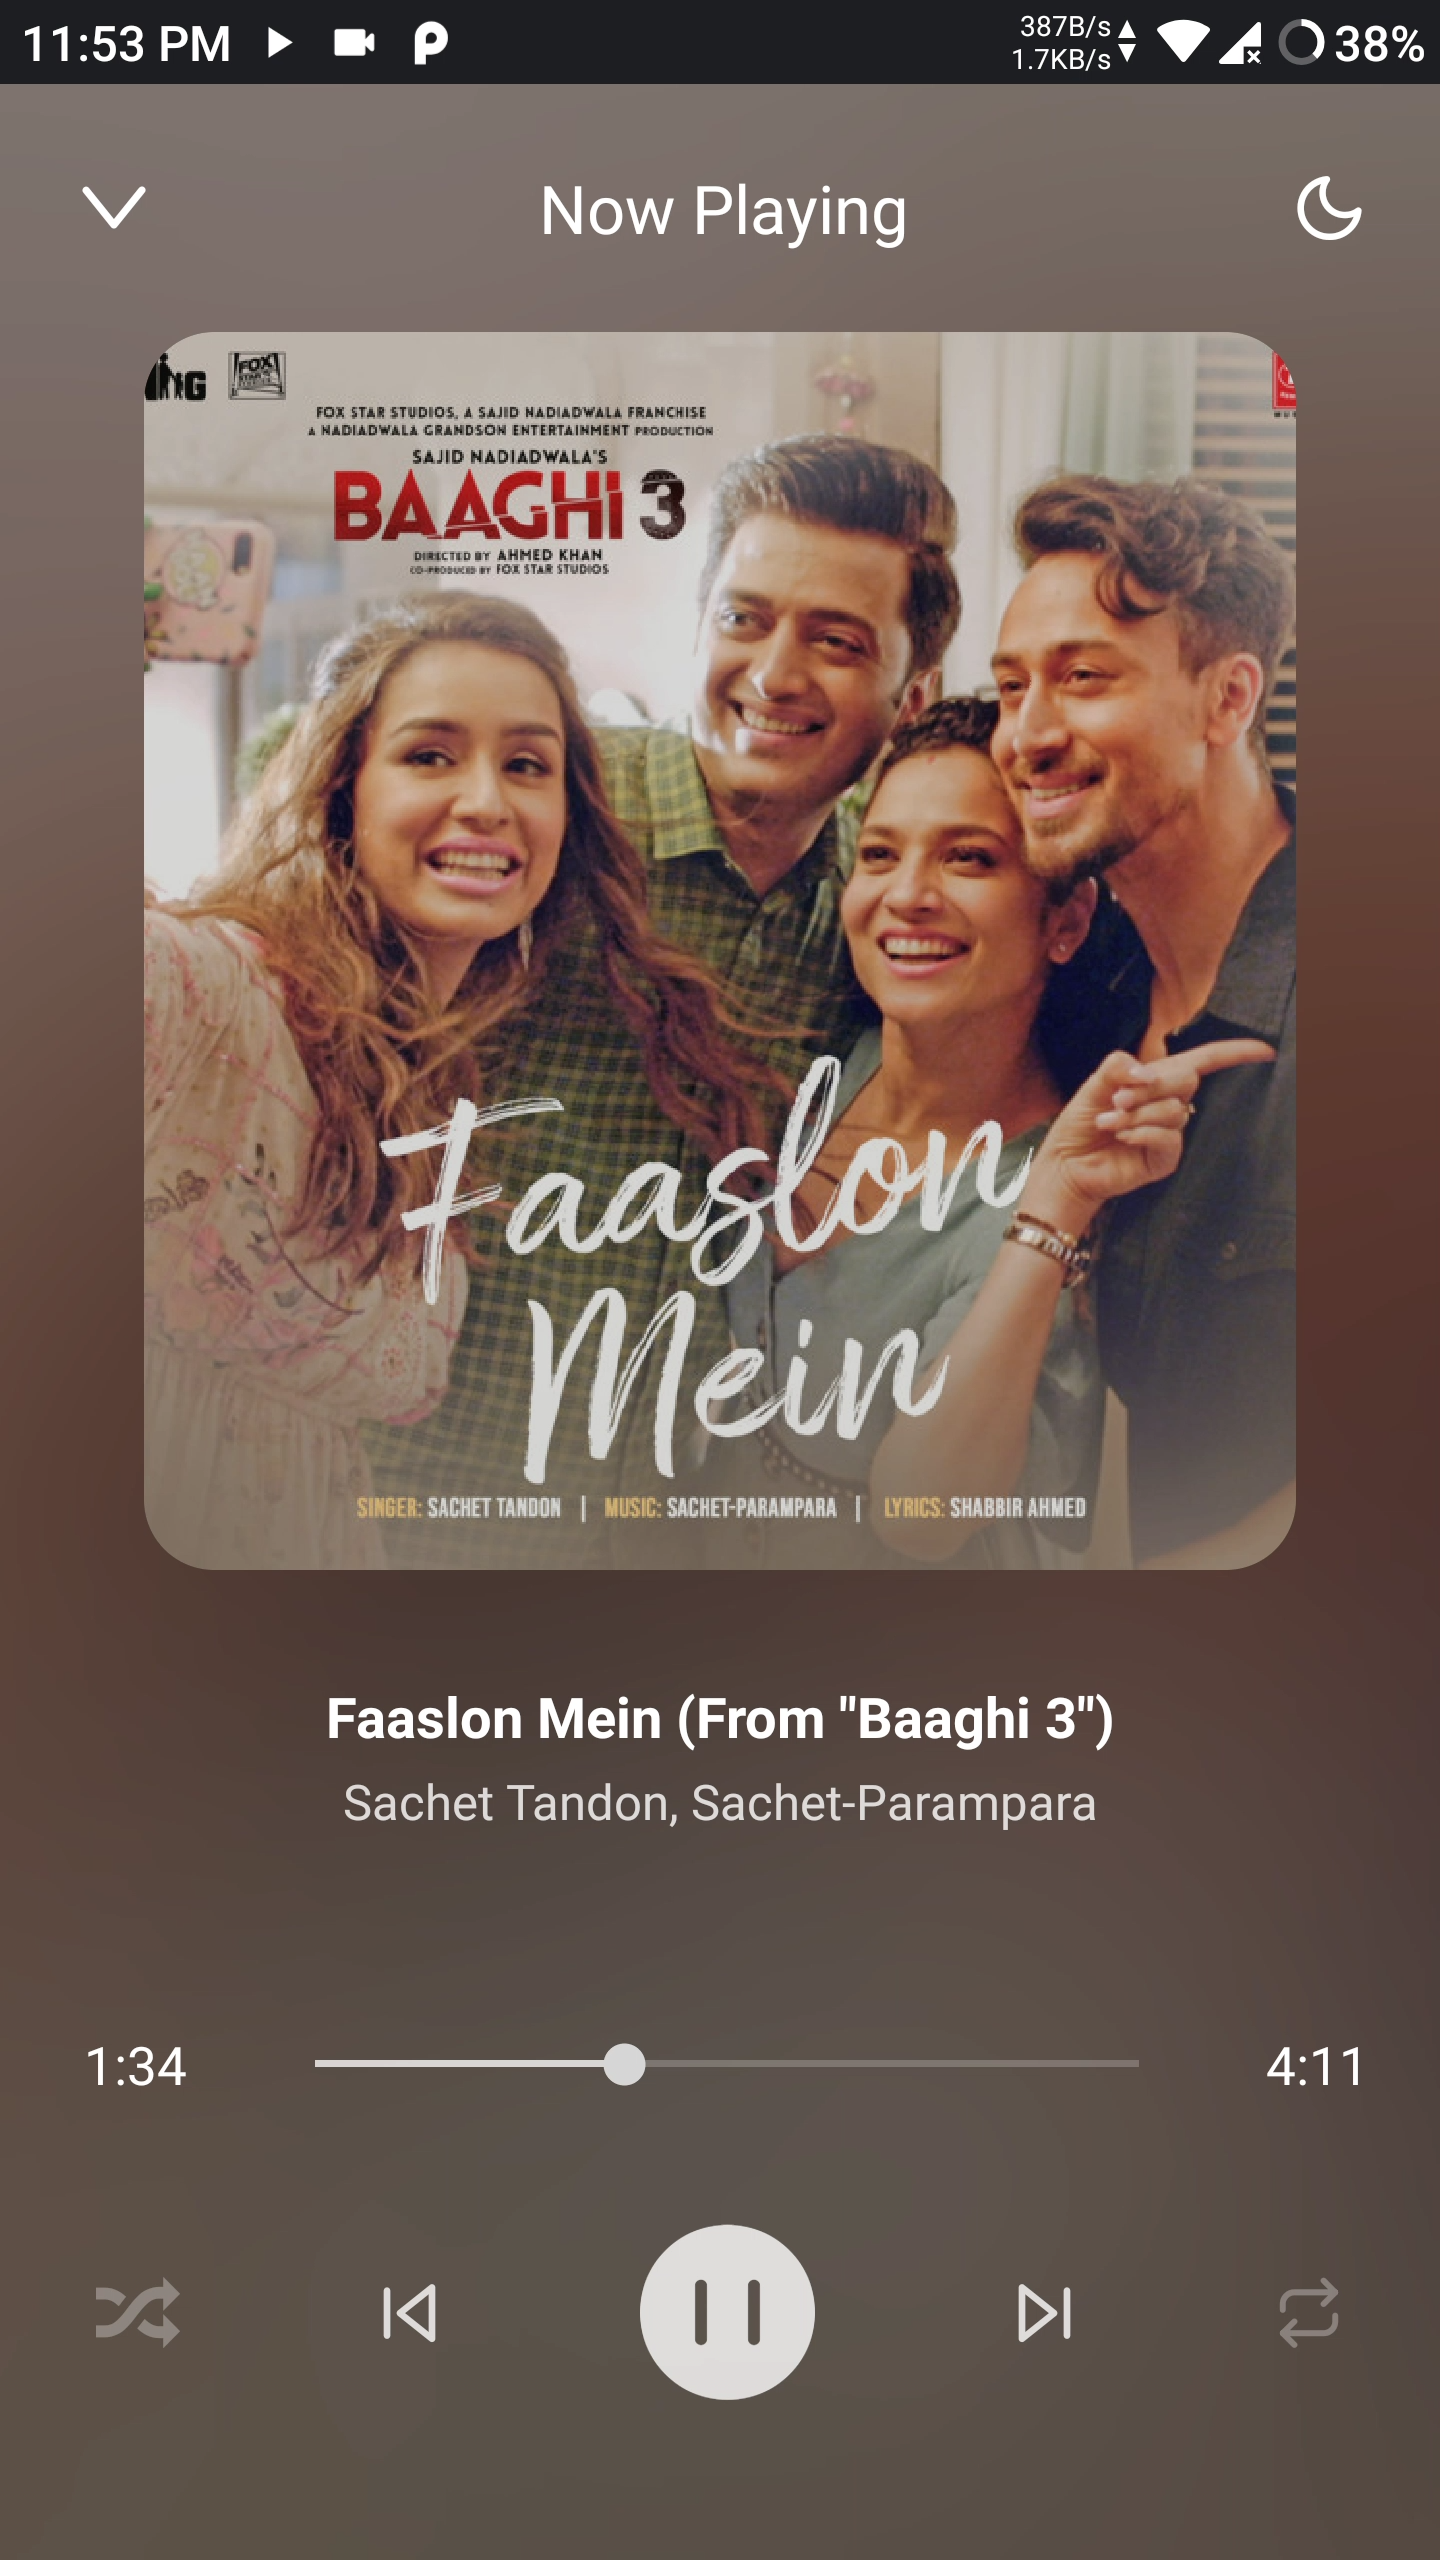 11:53 PM
387B/s
1.7KB/s
38%
Now Playing
FOX
STAR
FOX STAR STUDIOS, A SAJID NADIADWALA FRANCHISE
A NADIADWALA GRANDSON ENTERTAINMENT PRODUCTION
SAJID NADIADWALA'S
BAAGHI 3
DIRECTED BY AHMED KHAN
CO-PRODUCED BY FOX STAR STUDIOS
Faaslon
Mein
SINGER: SACHET TANDON | MUSIC: SACHET-PARAMPARA | LYRICS: SHABBIR AHMED
Faaslon Mein (From "Baaghi 3")
Sachet Tandon, Sachet-Parampara
1:34
4:11